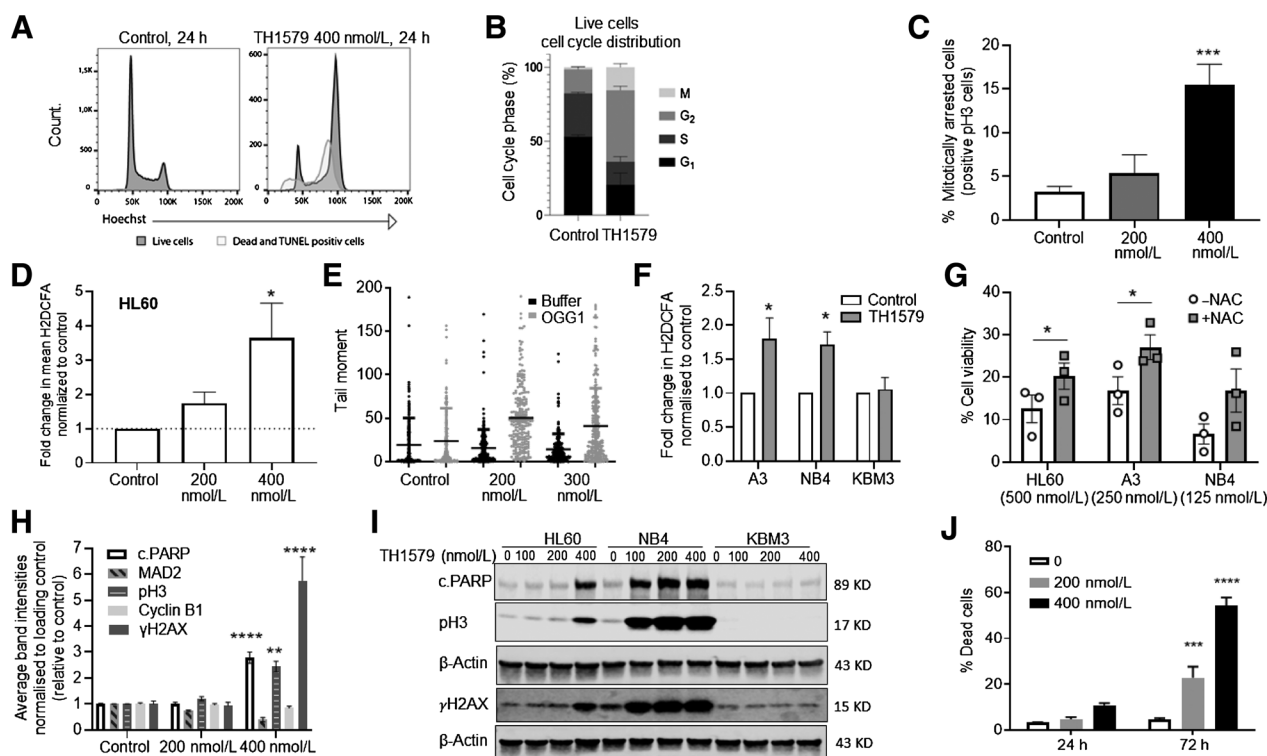 A
Control, 24 h
TH1579 400 nmol/L, 24 h
Count.
1,5K
1,0K
500
0
0 50K 100K 150K 200K
600
400
200
0
0 50K 100K 150K 200K
Hoechst
Live cells
Dead and TUNEL positiv cells
B
Live cells
cell cycle distribution
Cell cycle phase (%)
100
50
0
Control TH1579
M
G2
S
G1
C
% Mitotically arrested cells
(positive pH3 cells)
20
15
10
5
0
***
Control
200
nmol/L
400
nmol/L
D
HL60
Fold change in mean H2DCFA
normlaized to control
5
4
3
2
1
0
*
Control
200
nmol/L
400
nmol/L
E
Tail moment
200
150
100
50
0
Buffer
OGG1
Control
200
nmol/L
300
nmol/L
F
Fodl change in H2DCFA
normalised to control
2.5
2.0
1.5
1.0
0.5
0.0
Control
TH1579
*
*
A3 NB4 KBM3
G
% Cell viability
40
30
20
10
0
–NAC
+NAC
*
*
HL60
(500 nmol/L)
A3
(250 nmol/L)
NB4
(125 nmol/L)
H
Average band intensities
normalised to loading control
(relative to control)
7
6
5
4
3
2
1
0
c.PARP
MAD2
pH3
Cyclin B1
γH2AX
****
**
****
Control 200 nmol/L 400 nmol/L
I
HL60 NB4 KBM3
TH1579 (nmol/L) 0 100 200 400 0 100 200 400 0 100 200 400
c.PARP 89 KD
pH3 17 KD
β-Actin 43 KD
γH2AX 15 KD
β-Actin 43 KD
J
% Dead cells
80
60
40
20
0
0
200 nmol/L
400 nmol/L
***
****
24 h 72 h